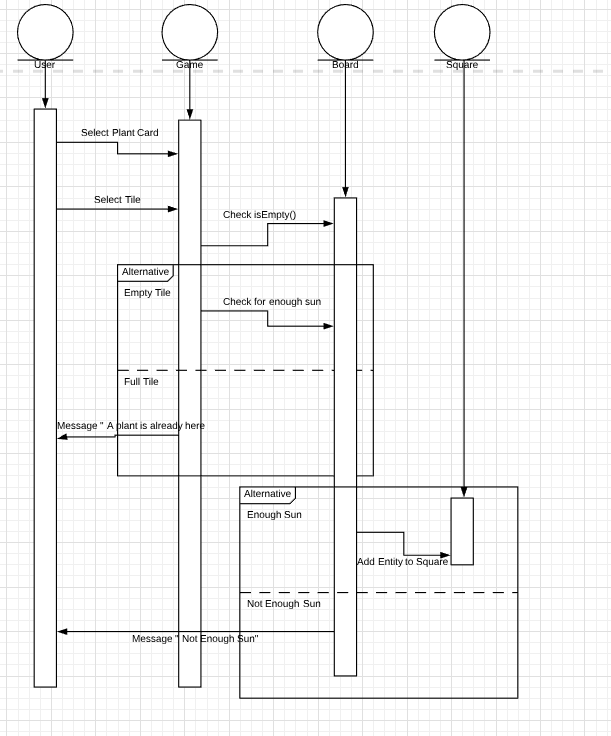 User
Game
Board
Square
Select Plant Card
Select Tile
Check isEmpty()
Alternative
Empty Tile
Check for enough sun
Full Tile
Message " A plant is already here
Alternative
Enough Sun
Add Entity to Square
Not Enough Sun
Message " Not Enough Sun"